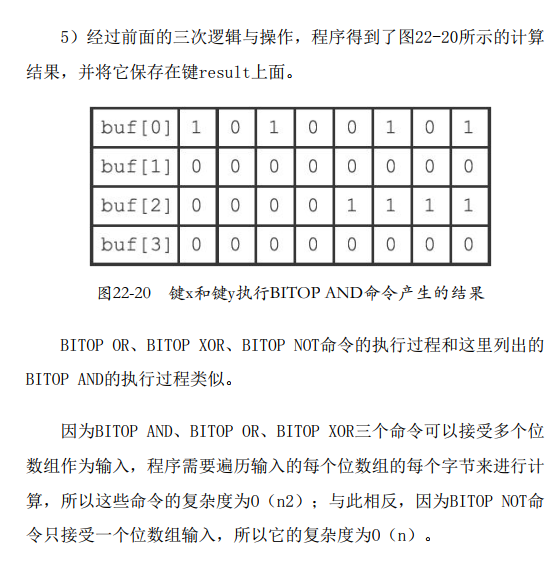 5）经过前面的三次逻辑与操作，程序得到了图22-20所示的计算
结果，并将它保存在键result上面。
buf[0] 1 0 1 0 0 1 0 1
buf[1] 0 0 0 0 0 0 0 0
buf[2] 0 0 0 0 1 1 1 1
buf[3] 0 0 0 0 0 0 0 0
图22-20 键x和键y执行BITOP AND命令产生的结果
BITOP OR、BITOP XOR、BITOP NOT命令的执行过程和这里列出的
BITOP AND的执行过程类似。
因为BITOP AND、BITOP OR、BITOP XOR三个命令可以接受多个位
数组作为输入，程序需要遍历输入的每个位数组的每个字节来进行计
算，所以这些命令的复杂度为O（n2）；与此相反，因为BITOP NOT命
令只接受一个位数组输入，所以它的复杂度为O（n）。